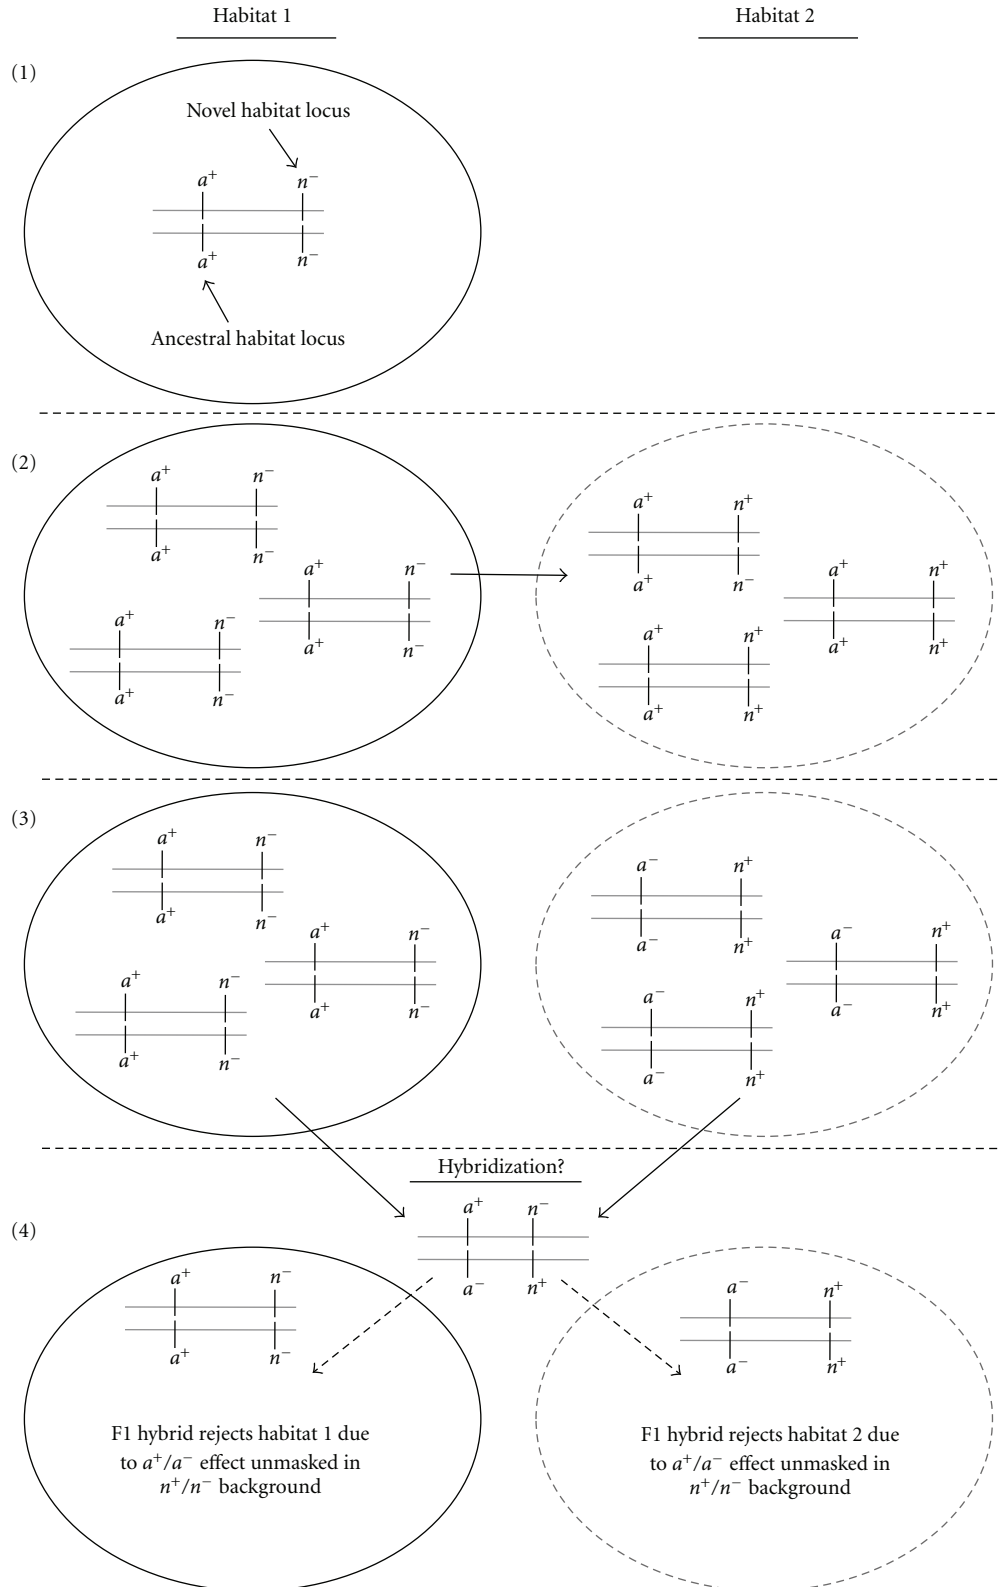 Habitat 1
Habitat 2
(1)
Novel habitat locus
a⁺ n⁻
a⁺ n⁻
Ancestral habitat locus
(2)
a⁺ n⁻
a⁺ n⁻
a⁺ n⁻
a⁺ n⁻
a⁺ n⁻
a⁺ n⁻
a⁺ n⁺
a⁺ n⁻
a⁺ n⁺
a⁺ n⁺
a⁺ n⁺
a⁺ n⁺
(3)
a⁺ n⁻
a⁺ n⁻
a⁺ n⁻
a⁺ n⁻
a⁺ n⁻
a⁺ n⁻
a⁻ n⁺
a⁻ n⁺
a⁻ n⁺
a⁻ n⁺
a⁻ n⁺
a⁻ n⁺
Hybridization?
a⁺ n⁻
a⁻ n⁺
(4)
a⁺ n⁻
a⁺ n⁻
F1 hybrid rejects habitat 1 due
to a⁺/a⁻ effect unmasked in
n⁺/n⁻ background
a⁻ n⁺
a⁻ n⁺
F1 hybrid rejects habitat 2 due
to a⁺/a⁻ effect unmasked in
n⁺/n⁻ background